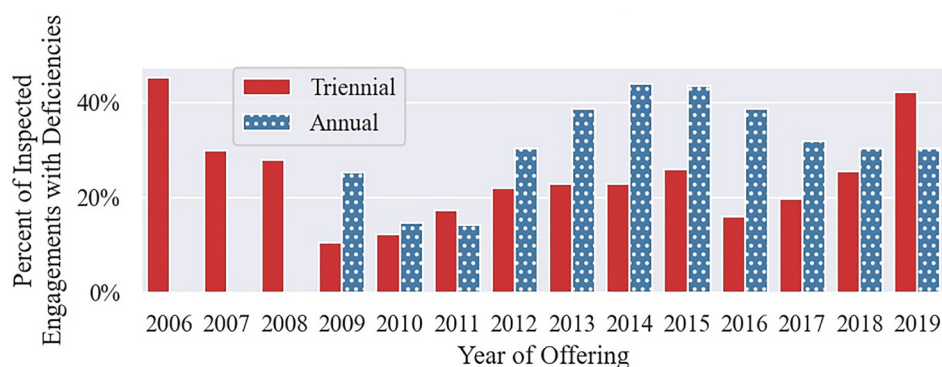 Percent of Inspected
Engagements with Deficiencies
40%
20%
0%
Triennial
Annual
2006 2007 2008 2009 2010 2011 2012 2013 2014 2015 2016 2017 2018 2019
Year of Offering